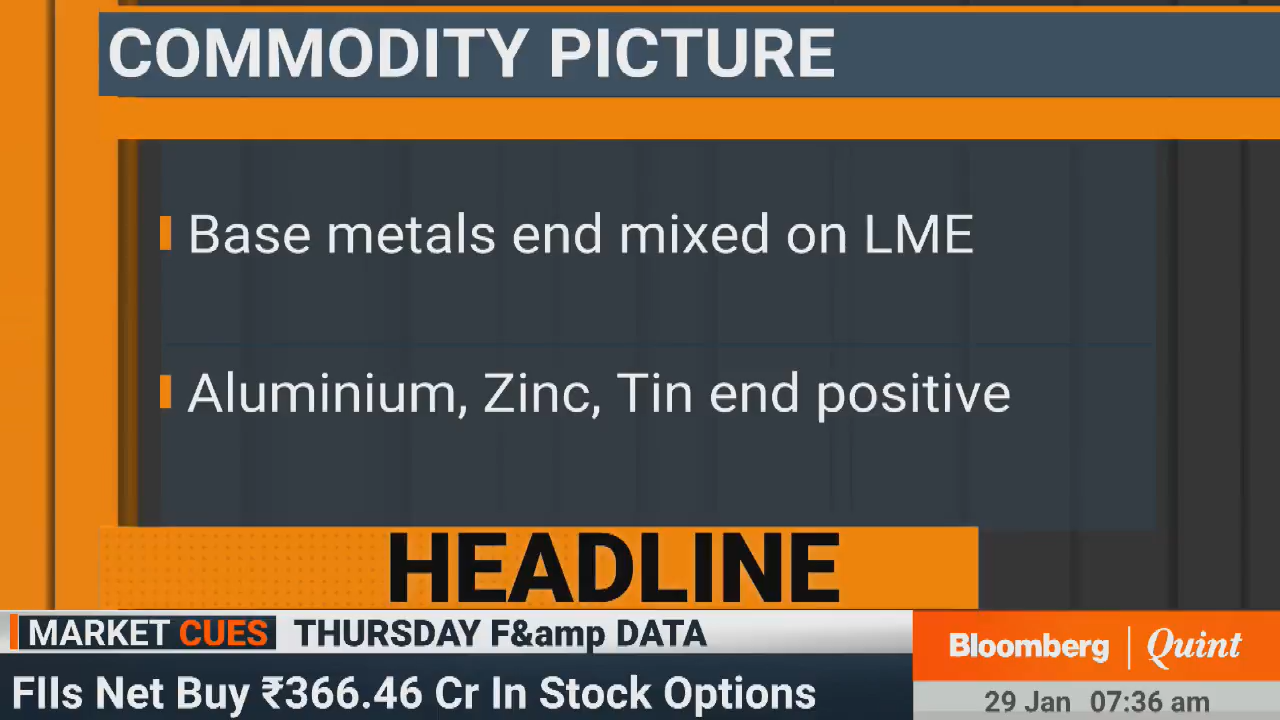 COMMODITY PICTURE
Base metals end mixed on LME
Aluminium, Zinc, Tin end positive
HEADLINE
MARKET CUES THURSDAY F&amp DATA
FIIs Net Buy ₹366.46 Cr In Stock Options
Bloomberg | Quint
29 Jan 07:36 am